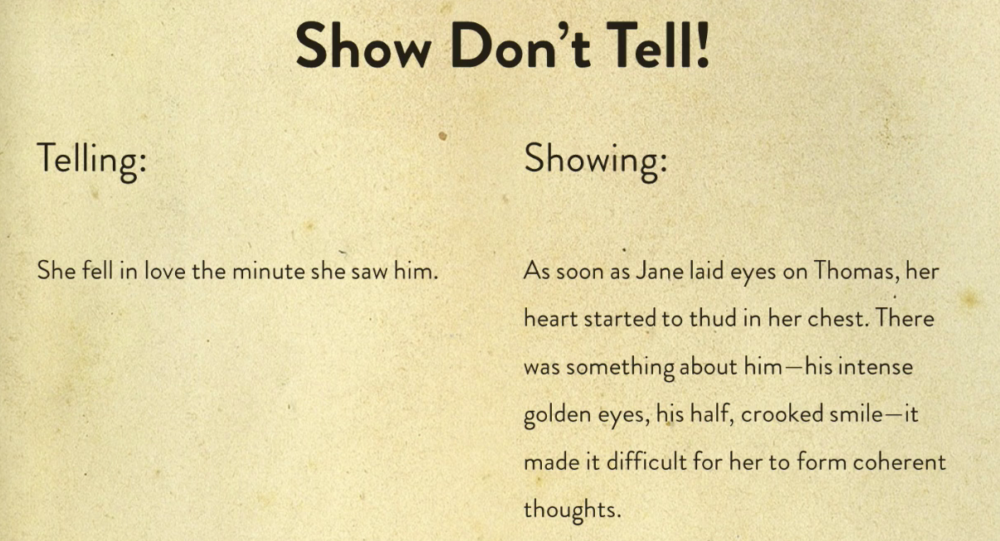 Show Don’t Tell!
Telling:
She fell in love the minute she saw him.
Showing:
As soon as Jane laid eyes on Thomas, her
heart started to thud in her chest. There
was something about him—his intense
golden eyes, his half, crooked smile—it
made it difficult for her to form coherent
thoughts.